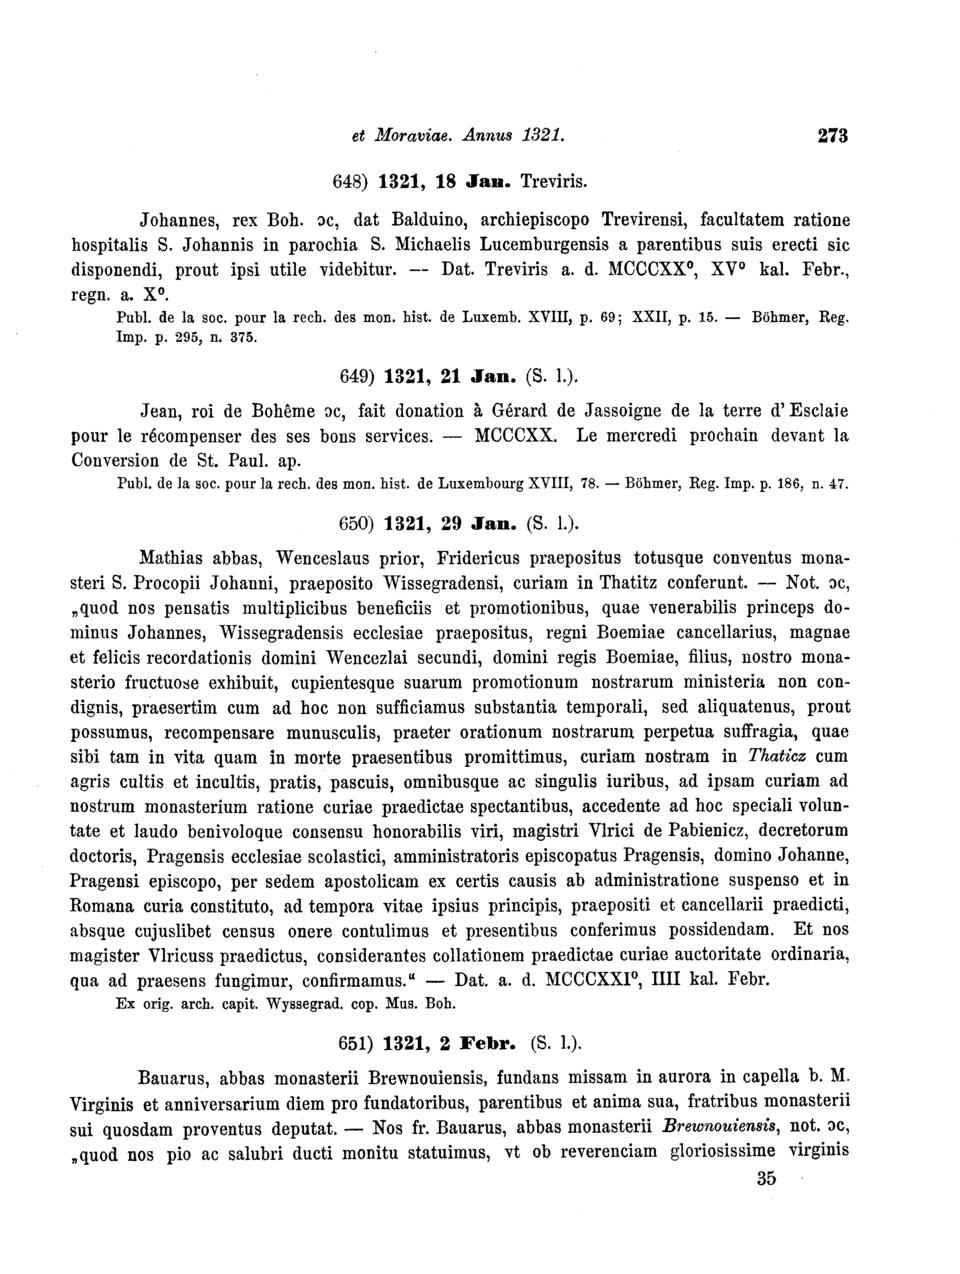 et Moraviae. Annus 1321. 273
648) 1321, 18 Jan. Treviris.
Johannes, rex Boh. ɔc, dat Balduino, archiepiscopo Trevirensi, facultatem ratione
hospitalis S. Johannis in parochia S. Michaelis Lucemburgensis a parentibus suis erecti sic
disponendi, prout ipsi utile videbitur. — Dat. Treviris a. d. MCCCXX⁰, XV⁰ kal. Febr.,
regn. a. X⁰.
Publ. de la soc. pour la rech. des mon. hist. de Luxemb. XVIII, p. 69; XXII, p. 15. — Böhmer, Reg.
Imp. p. 295, n. 375.
649) 1321, 21 Jan. (S. l.).
Jean, roi de Bohême ɔc, fait donation à Gérard de Jassoigne de la terre d' Esclaie
pour le récompenser des ses bons services. — MCCCXX. Le mercredi prochain devant la
Conversion de St. Paul. ap.
Publ. de la soc. pour la rech. des mon. hist. de Luxembourg XVIII, 78. — Böhmer, Reg. Imp. p. 186, n. 47.
650) 1321, 29 Jan. (S. l.).
Mathias abbas, Wenceslaus prior, Fridericus praepositus totusque conventus mona-
steri S. Procopii Johanni, praeposito Wissegradensi, curiam in Thatitz conferunt. — Not. ɔc,
„quod nos pensatis multiplicibus beneficiis et promotionibus, quae venerabilis princeps do-
minus Johannes, Wissegradensis ecclesiae praepositus, regni Boemiae cancellarius, magnae
et felicis recordationis domini Wencezlai secundi, domini regis Boemiae, filius, nostro mona-
sterio fructuose exhibuit, cupientesque suarum promotionum nostrarum ministeria non con-
dignis, praesertim cum ad hoc non sufficiamus substantia temporali, sed aliquatenus, prout
possumus, recompensare munusculis, praeter orationum nostrarum perpetua suffragia, quae
sibi tam in vita quam in morte praesentibus promittimus, curiam nostram in Thaticz cum
agris cultis et incultis, pratis, pascuis, omnibusque ac singulis iuribus, ad ipsam curiam ad
nostrum monasterium ratione curiae praedictae spectantibus, accedente ad hoc speciali volun-
tate et laudo benivoloque consensu honorabilis viri, magistri Vlrici de Pabienicz, decretorum
doctoris, Pragensis ecclesiae scolastici, amministratoris episcopatus Pragensis, domino Johanne,
Pragensi episcopo, per sedem apostolicam ex certis causis ab administratione suspenso et in
Romana curia constituto, ad tempora vitae ipsius principis, praepositi et cancellarii praedicti,
absque cujuslibet census onere contulimus et presentibus conferimus possidendam. Et nos
magister Vlricuss praedictus, considerantes collationem praedictae curiae auctoritate ordinaria,
qua ad praesens fungimur, confirmamus.“ — Dat. a. d. MCCCXXI⁰, IIII kal. Febr.
Ex orig. arch. capit. Wyssegrad. cop. Mus. Boh.
651) 1321, 2 Febr. (S. l.).
Bauarus, abbas monasterii Brewnouiensis, fundans missam in aurora in capella b. M.
Virginis et anniversarium diem pro fundatoribus, parentibus et anima sua, fratribus monasterii
sui quosdam proventus deputat. — Nos fr. Bauarus, abbas monasterii Brewnouiensis, not. ɔc,
„quod nos pio ac salubri ducti monitu statuimus, vt ob reverenciam gloriosissime virginis
35